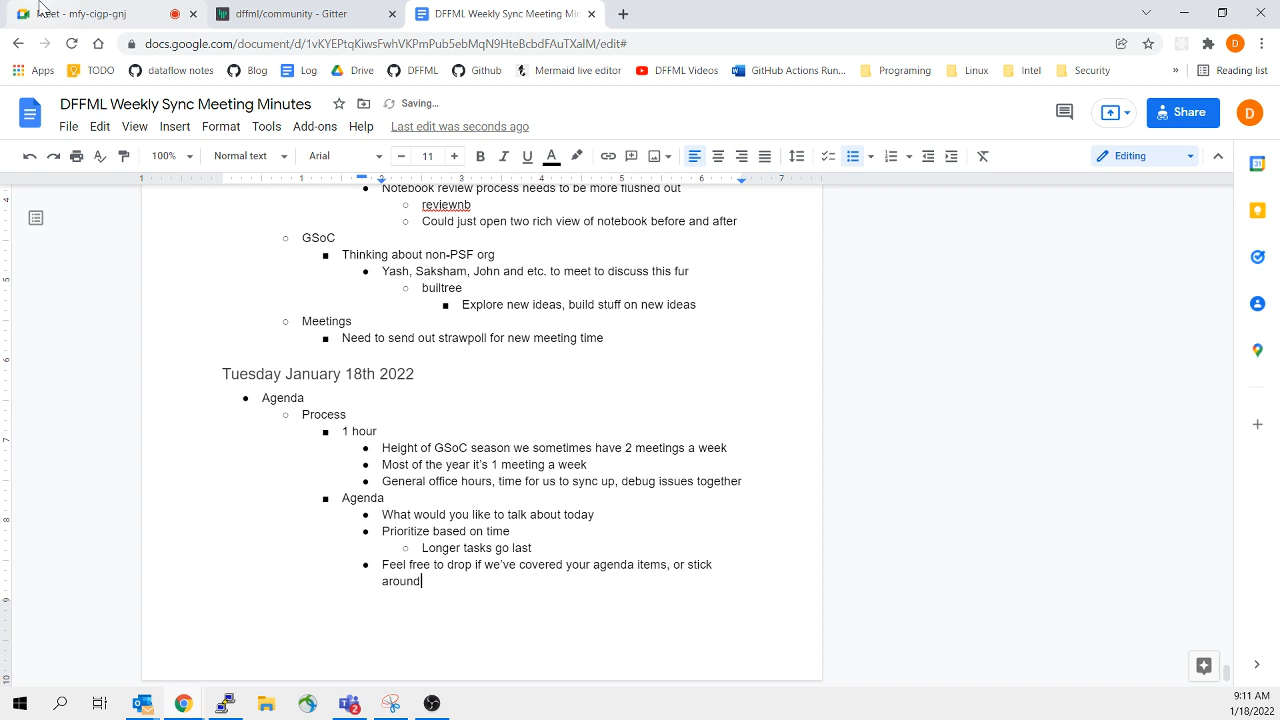 eet - mfy-cigp-gnj
dffml/community - Gitter
DFFML Weekly Sync Meeting Min
docs.google.com/document/d/1vKYEPtqKiwsFwhVKPmPub5ebMqN9HteBcbdFAuTXalM/edit#
Apps TODO dataflow notes Blog Log Drive DFFML Github Mermaid live editor DFFML Videos GitHub Actions Run... Programing Linux Intel Security » Reading list
DFFML Weekly Sync Meeting Minutes Saving...
File Edit View Insert Format Tools Add-ons Help Last edit was seconds ago
Share
D
100% Normal text Arial 11 Editing
1 1 2 3 4 5 6 7
Notebook review process needs to be more flushed out
reviewnb
Could just open two rich view of notebook before and after
GSoC
Thinking about non-PSF org
Yash, Saksham, John and etc. to meet to discuss this fur
builtree
Explore new ideas, build stuff on new ideas
Meetings
Need to send out strawpoll for new meeting time
Tuesday January 18th 2022
Agenda
Process
1 hour
Height of GSoC season we sometimes have 2 meetings a week
Most of the year it's 1 meeting a week
General office hours, time for us to sync up, debug issues together
Agenda
What would you like to talk about today
Prioritize based on time
Longer tasks go last
Feel free to drop if we've covered your agenda items, or stick
around
9:11 AM
1/18/2022